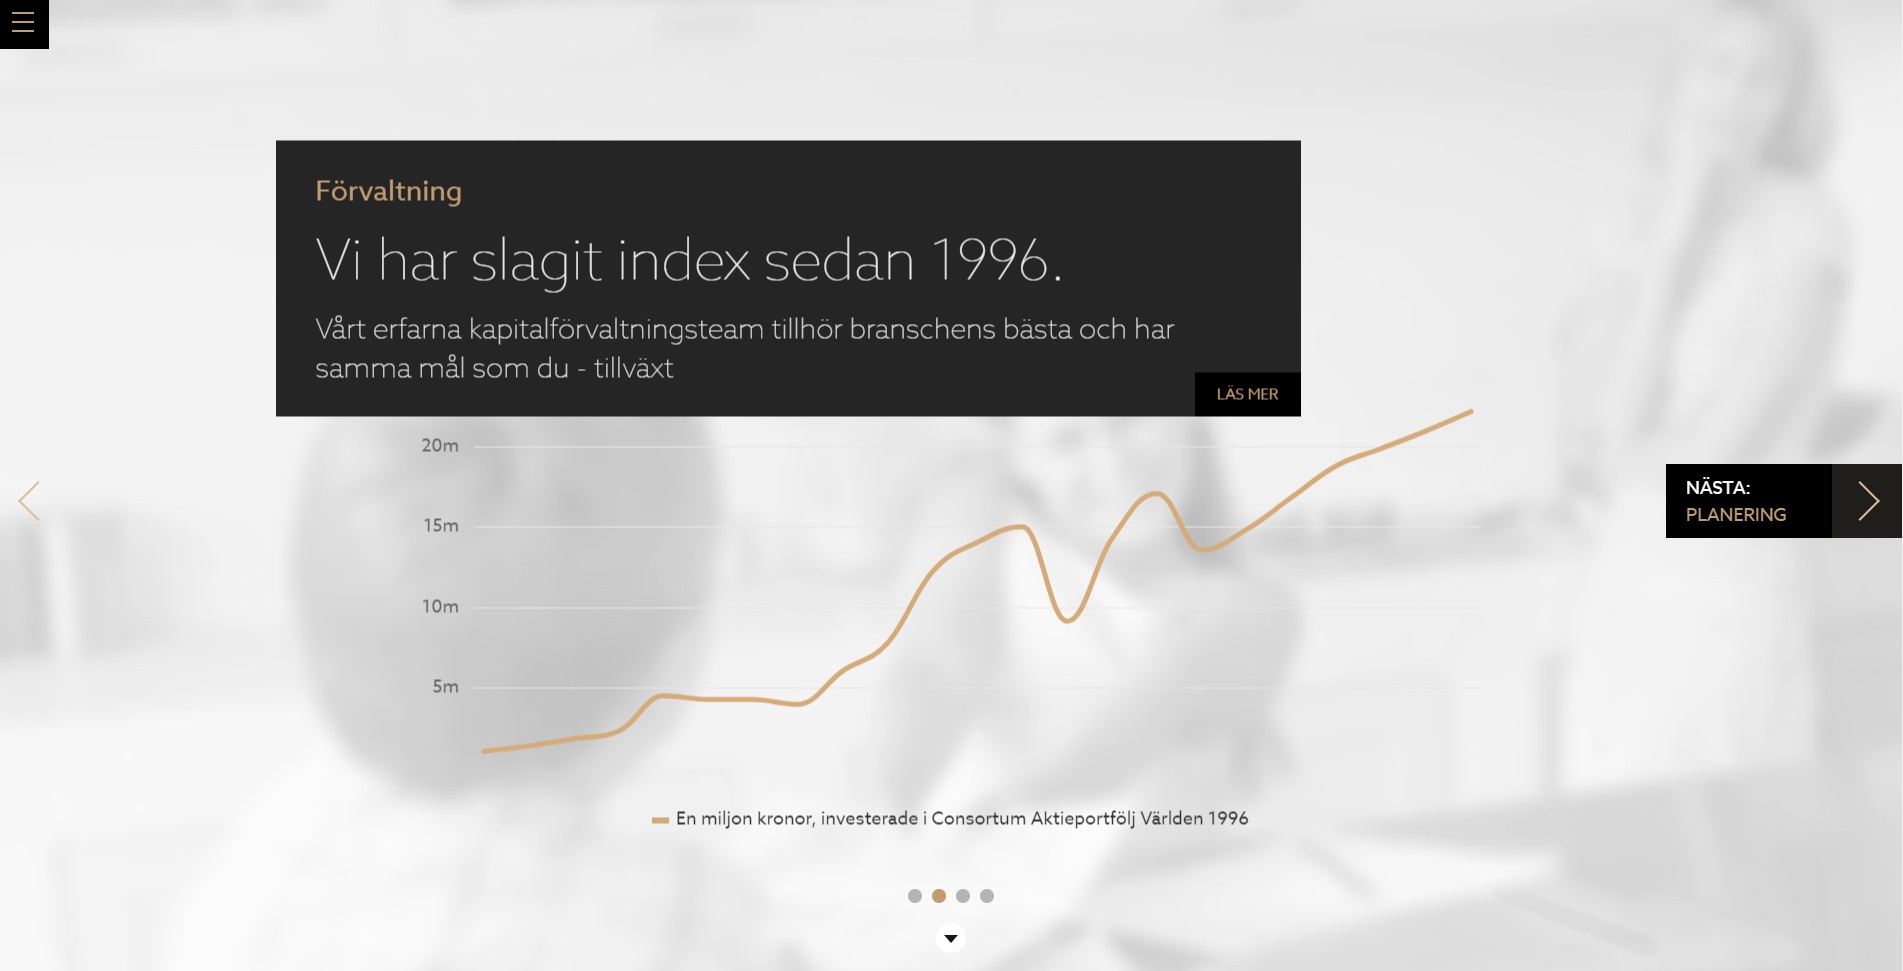 Förvaltning
Vi har slagit index sedan 1996.
Vårt erfarna kapitalförvaltningsteam tillhör branschens bästa och har
samma mål som du - tillväxt
LÄS MER
20m
15m
10m
5m
NÄSTA:
PLANERING
En miljon kronor, investerade i Consortum Aktieportfölj Världen 1996